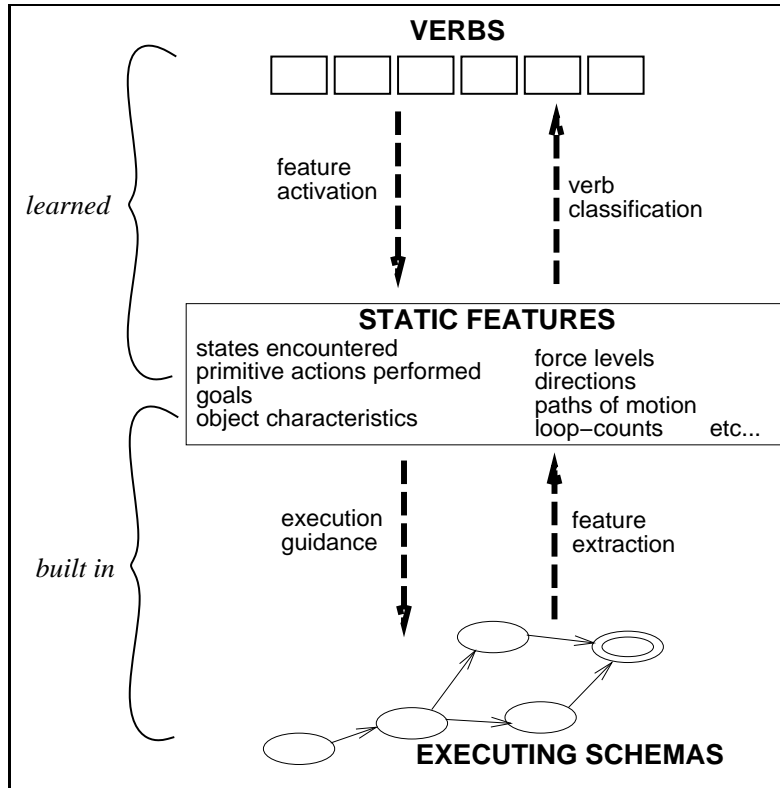 VERBS
feature
activation
verb
classification
learned
STATIC FEATURES
states encountered
primitive actions performed
goals
object characteristics
force levels
directions
paths of motion
loop−counts etc...
execution
guidance
feature
extraction
built in
EXECUTING SCHEMAS